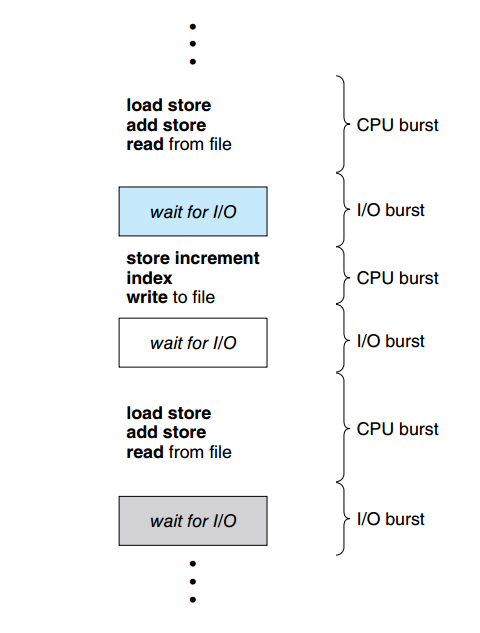 load store
add store
read from file
CPU burst
wait for I/O
I/O burst
store increment
index
write to file
CPU burst
wait for I/O
I/O burst
load store
add store
read from file
CPU burst
wait for I/O
I/O burst